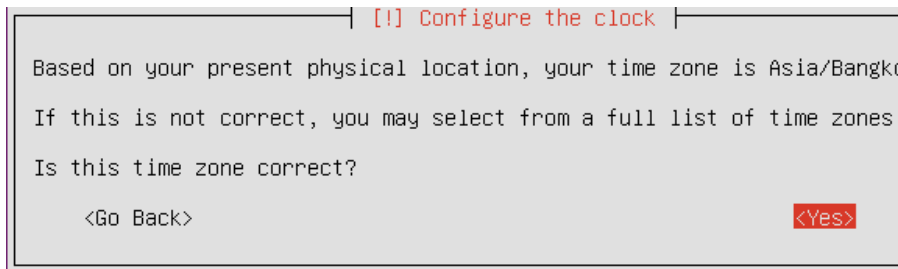 [!] Configure the clock
Based on your present physical location, your time zone is Asia/Bangk
If this is not correct, you may select from a full list of time zones
Is this time zone correct?
<Go Back> <Yes>